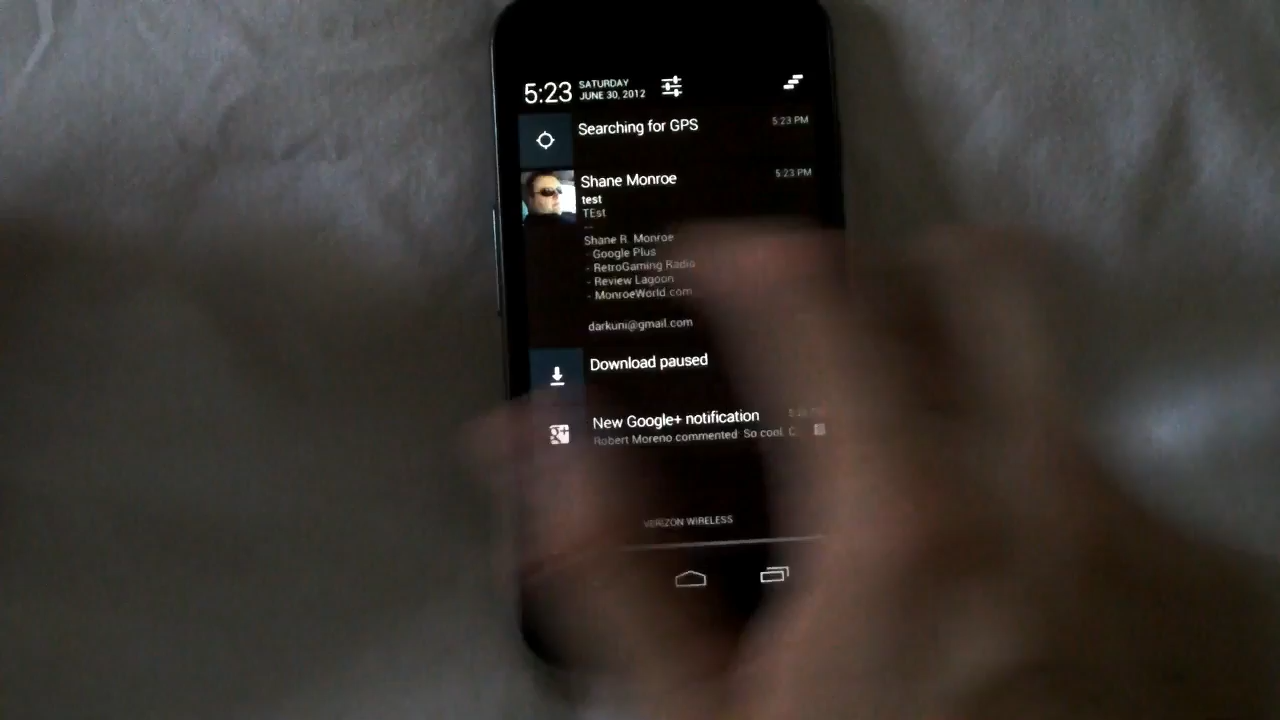 5:23 SATURDAY
JUNE 30, 2012
Searching for GPS 5:23 PM
Shane Monroe 5:23 PM
test
TEst
--
Shane R. Monroe
- Google Plus
- RetroGaming Radio
- Review Lagoon
- MonroeWorld.com
darkuni@gmail.com
Download paused
New Google+ notification
g+ Robert Moreno commented: So cool. C
VERIZON WIRELESS